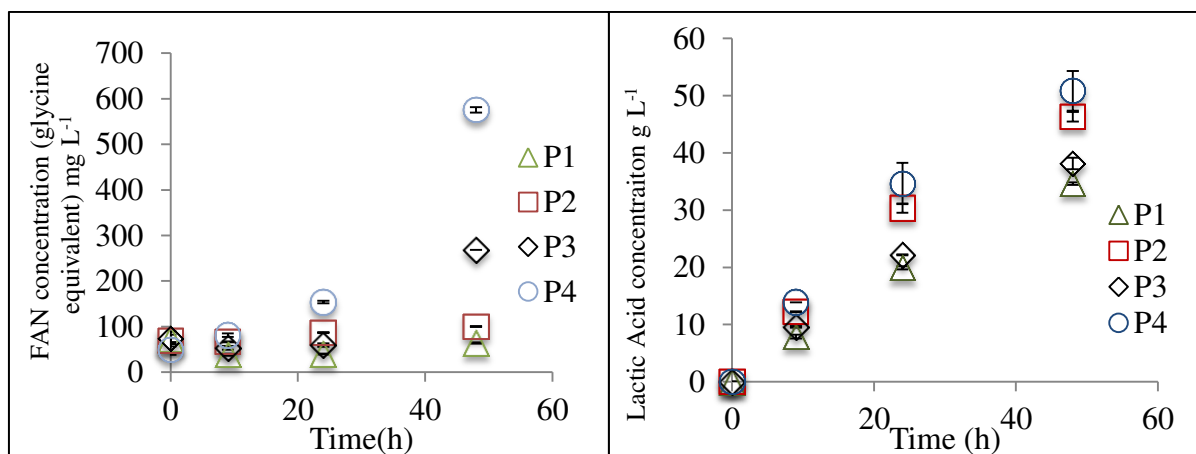 FAN concentration (glycine
equivalent) mg L-1
700
600
500
400
300
200
100
0
0
20
40
60
Time(h)
P1
P2
P3
P4
Lactic Acid concentraiton g L-1
60
50
40
30
20
10
0
0
20
40
60
Time (h)
P1
P2
P3
P4